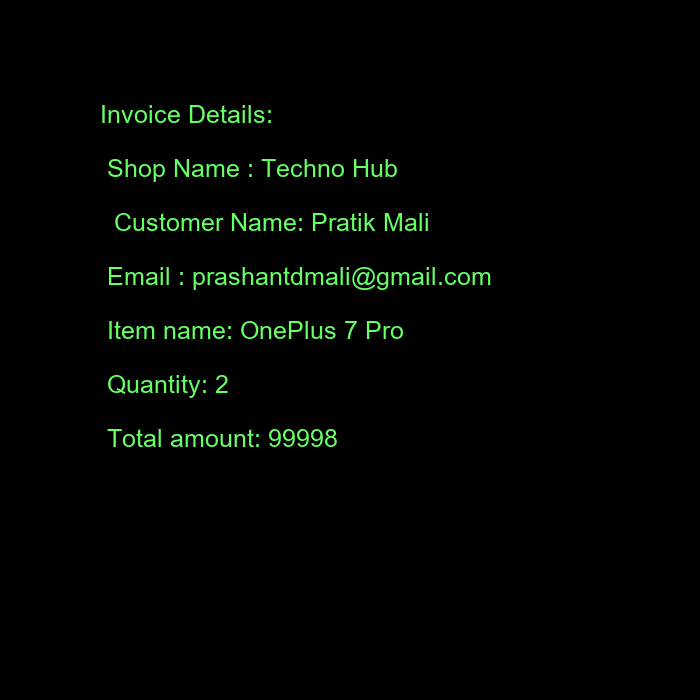 Invoice Details:
Shop Name : Techno Hub
Customer Name: Pratik Mali
Email : prashantdmali@gmail.com
Item name: OnePlus 7 Pro
Quantity: 2
Total amount: 99998